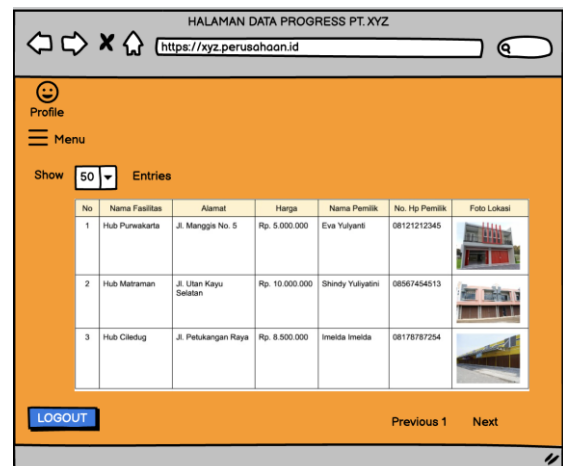 HALAMAN DATA PROGRESS PT. XYZ
https://xyz.perusahaan.id
Profile
Menu
Show 50 Entries
No Nama Fasilitas Alamat Harga Nama Pemilik No. Hp Pemilik Foto Lokasi
1 Hub Purwakarta Jl. Manggis No. 5 Rp. 5.000.000 Eva Yulyanti 08121212345
2 Hub Matraman Jl. Utan Kayu Rp. 10.000.000 Shindy Yuliyatini 08567454513
Selatan
3 Hub Ciledug Jl. Petukangan Raya Rp. 8.500.000 Imelda Imelda 08178787254
LOGOUT
Previous 1 Next